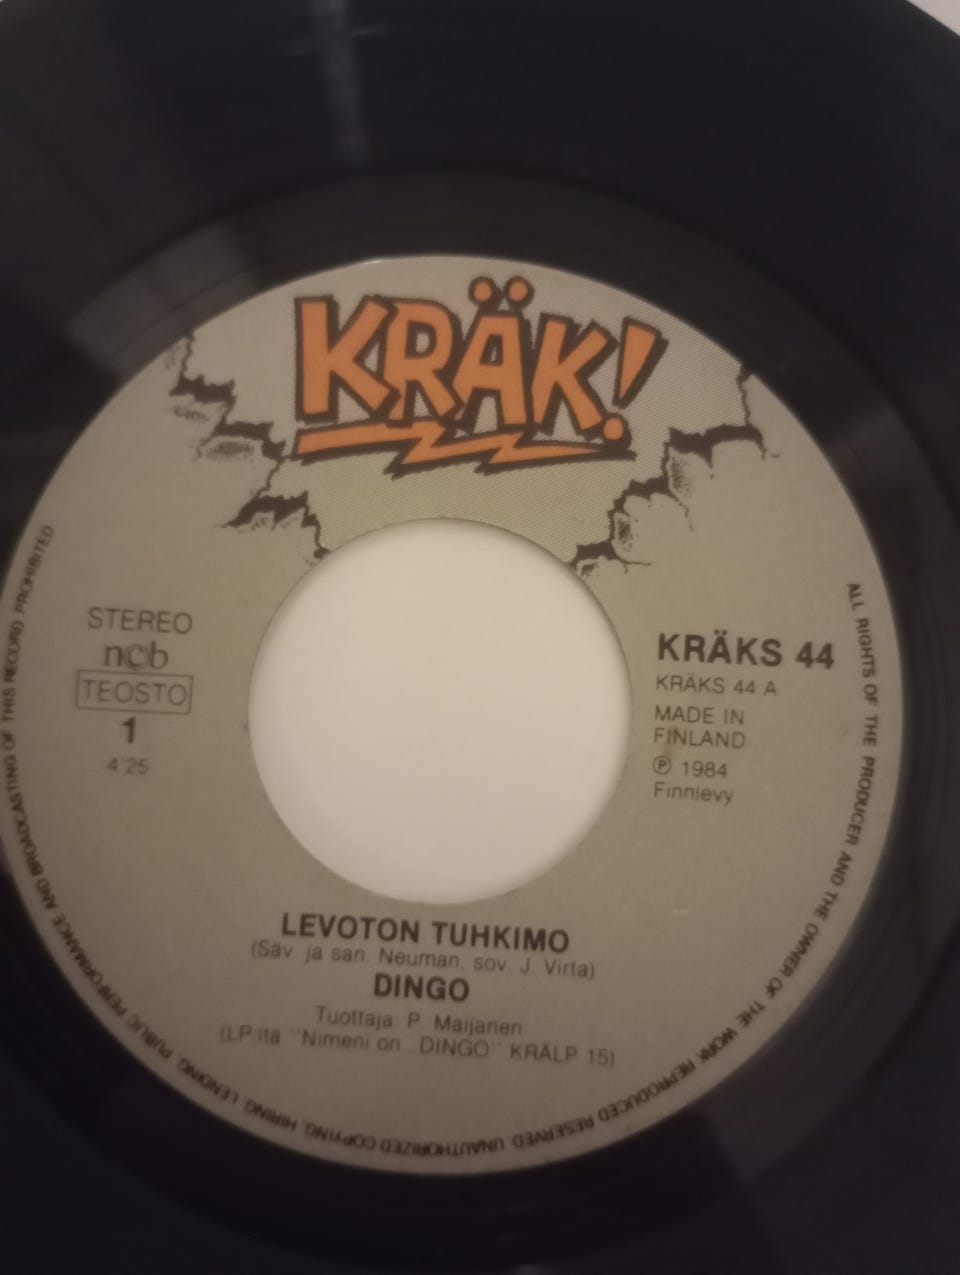 KRÄK!
STEREO
ncb
TEOSTO
1
4'25
KRÄKS 44
KRÄKS 44 A
MADE IN
FINLAND
Ⓟ 1984
Finnlevy
LEVOTON TUHKIMO
(Säv. ja san. Neuman, sov. J. Virta)
DINGO
Tuottaja: P. Maijanen
(LP:ltä "Nimeni on...DINGO" KRÄLP 15)
ALL RIGHTS OF THE PRODUCER AND THE OWNER OF THE WORK REPRODUCED RESERVED. UNAUTHORIZED COPYING, HIRING, LENDING, PUBLIC PERFORMANCE AND BROADCASTING OF THIS RECORD PROHIBITED